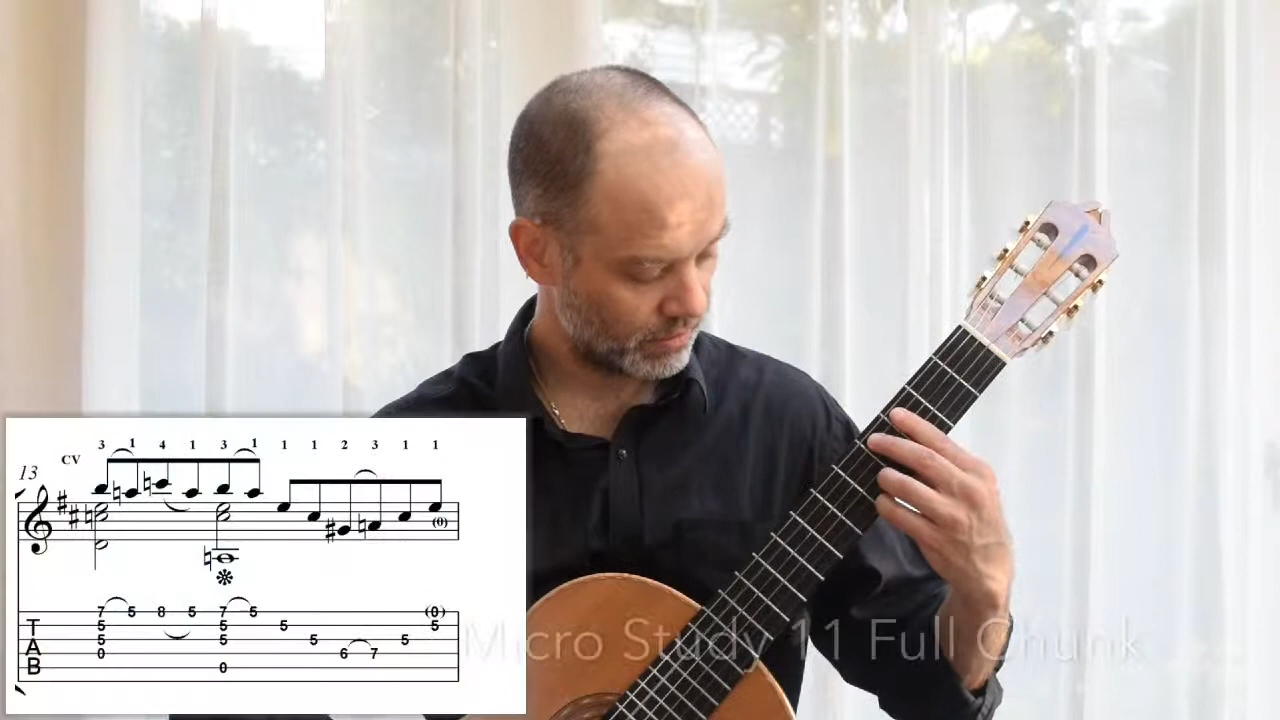 3 1 4 1 3 1 1 1 2 3 1 1
CV
13
(0)
7 5 8 5 7 5 (0)
T 5 5 5 5
A 5 5 5 5
0 6 7
B 0
Micro Study 11 Full Chunk